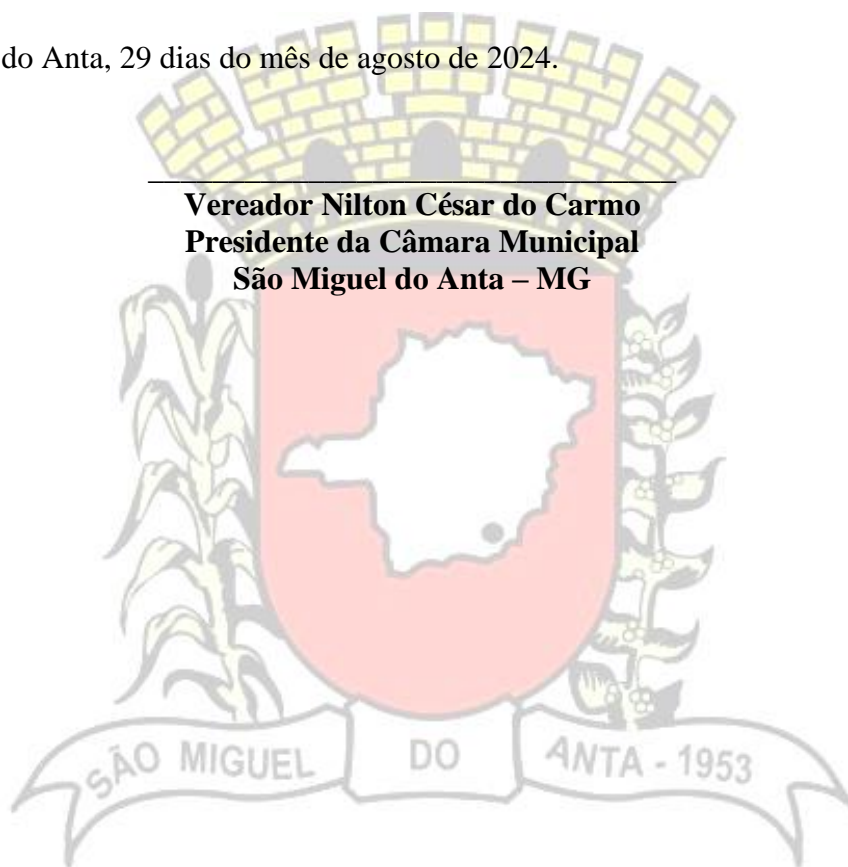 do Anta, 29 dias do mês de agosto de 2024.
Vereador Nilton César do Carmo
Presidente da Câmara Municipal
São Miguel do Anta – MG
SÃO MIGUEL DO ANTA - 1953